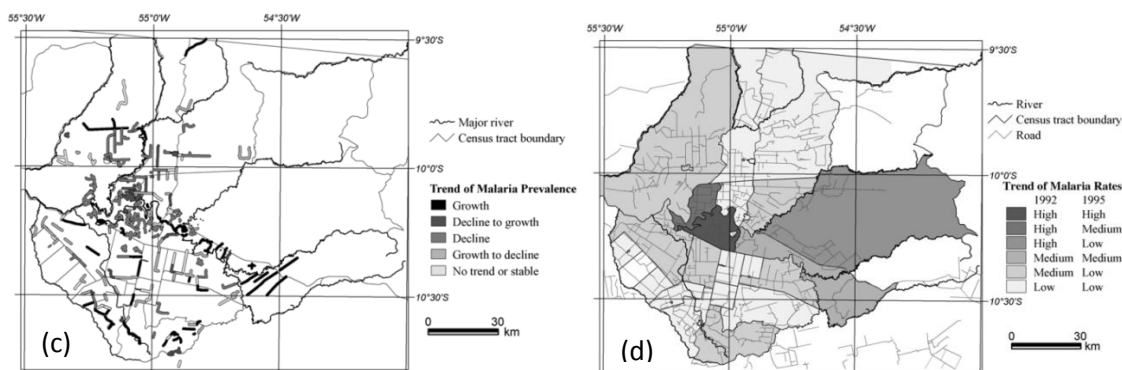 55°30'W 55°0'W 54°30'W
9°30'S
10°0'S
10°30'S
Major river
Census tract boundary
Trend of Malaria Prevalence
Growth
Decline to growth
Decline
Growth to decline
No trend or stable
0 30
km
(c)
55°30'W 55°0'W 54°30'W
9°30'S
10°0'S
10°30'S
River
Census tract boundary
Road
Trend of Malaria Rates
1992 1995
High High
High Medium
High Low
Medium Medium
Medium Low
Low Low
0 30
km
(d)